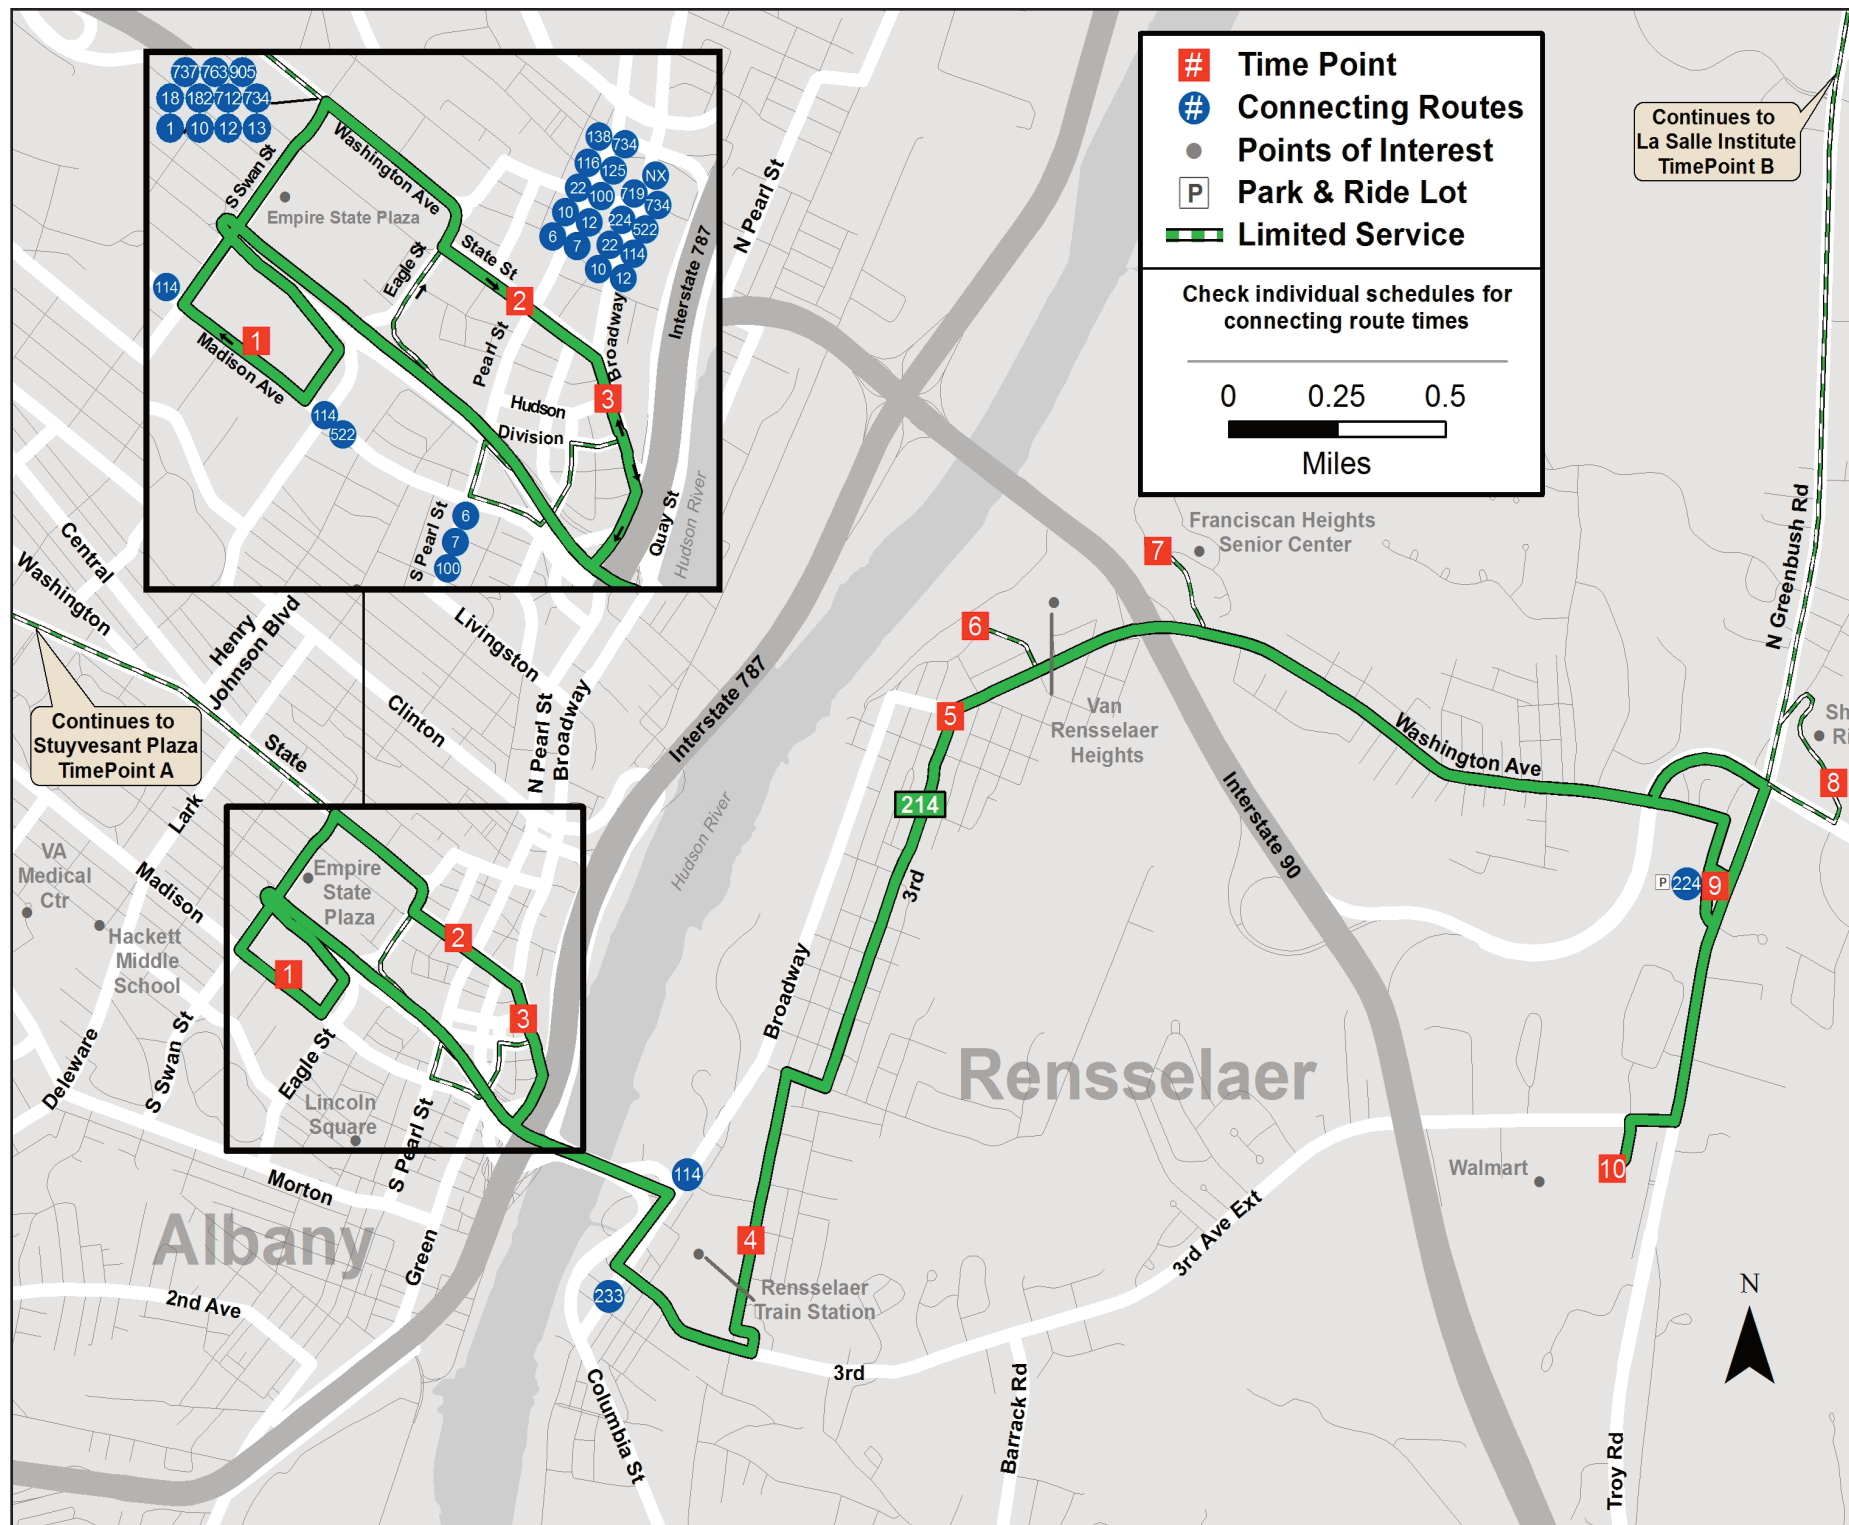 737 763 905
18 182 712 734
1 10 12 13
Washington Ave
S Swan St
Empire State Plaza
Eagle St
State St
114
1
Madison Ave
2
Pearl St
138 734
116 125
NX
22 100 719 734
10 12 224 522
6 7 22 114
10 12
Broadway
Interstate 787
3
Hudson
Division
114
522
S Pearl St
6
7
100
Quay St
Hudson River
N Pearl St
# Time Point
# Connecting Routes
Points of Interest
P Park & Ride Lot
Limited Service
Check individual schedules for
connecting route times
0 0.25 0.5
Miles
Continues to
La Salle Institute
TimePoint B
N Greenbush Rd
Franciscan Heights
Senior Center
7
6
Van
Rensselaer
Heights
5
Washington Ave
Sh
Ri
8
214
3rd
Interstate 90
P 224 9
Central
Washington
Henry
Johnson Blvd
Livingston
Clinton
N Pearl St
Broadway
Interstate 787
Hudson River
Continues to
Stuyvesant Plaza
TimePoint A
State
Lark
Madison
VA
Medical
Ctr
Hackett
Middle
School
Empire
State
Plaza
2
1
3
Deleware
S Swan St
Eagle St
Lincoln
Square
S Pearl St
Morton
Green
Albany
2nd Ave
Broadway
Rensselaer
114
4
233
Rensselaer
Train Station
3rd
Columbia St
Barrack Rd
3rd Ave Ext
Walmart
10
Troy Rd
N